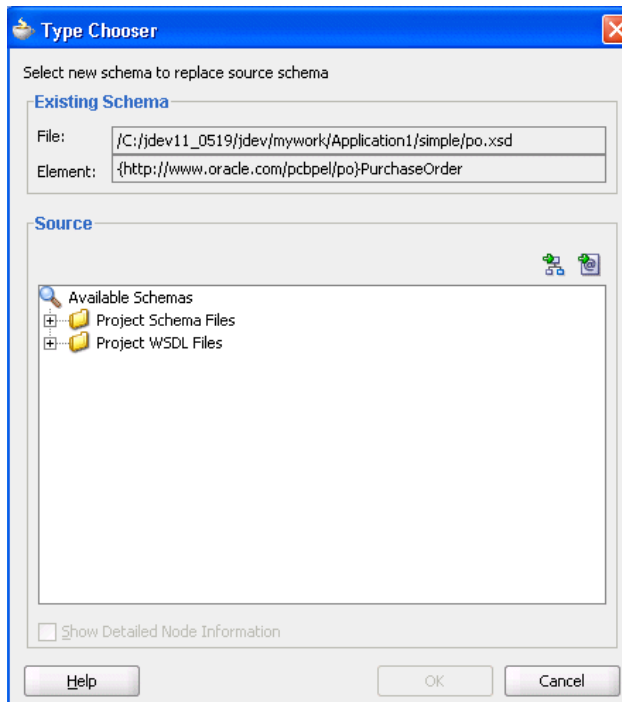 Type Chooser
Select new schema to replace source schema
Existing Schema
File: /C:/jdev11_0519/jdev/mywork/Application1/simple/po.xsd
Element: {http://www.oracle.com/pcbpel/po}PurchaseOrder
Source
Available Schemas
Project Schema Files
Project WSDL Files
Show Detailed Node Information
Help OK Cancel